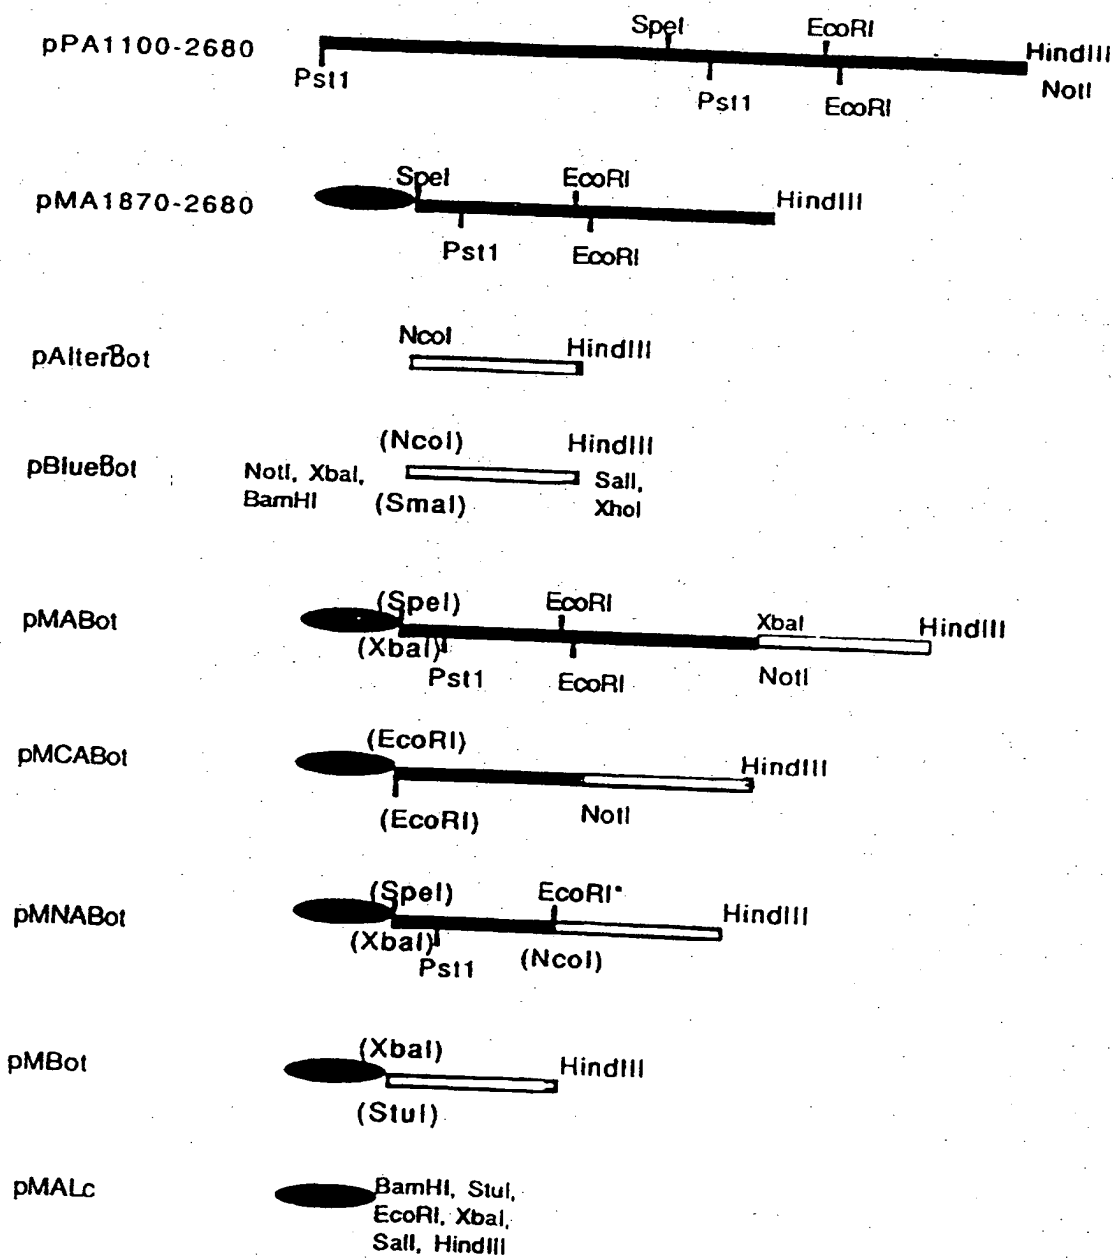 pPA1100-2680
SpeI
EcoRI
HindIII
Pst1
Pst1
EcoRI
NotI
pMA1870-2680
SpeI
EcoRI
HindIII
Pst1
EcoRI
pAlterBot
NcoI
HindIII
pBlueBot
(NcoI)
HindIII
NotI, XbaI,
BamHI
(SmaI)
SalI,
XhoI
pMABot
(SpeI)
EcoRI
XbaI
HindIII
(XbaI)
Pst1
EcoRI
NotI
pMCABot
(EcoRI)
HindIII
(EcoRI)
NotI
pMNABot
(SpeI)
EcoRI*
HindIII
(XbaI)
Pst1
(NcoI)
pMBot
(XbaI)
HindIII
(StuI)
pMALc
BamHI, StuI,
EcoRI, XbaI,
SalI, HindIII